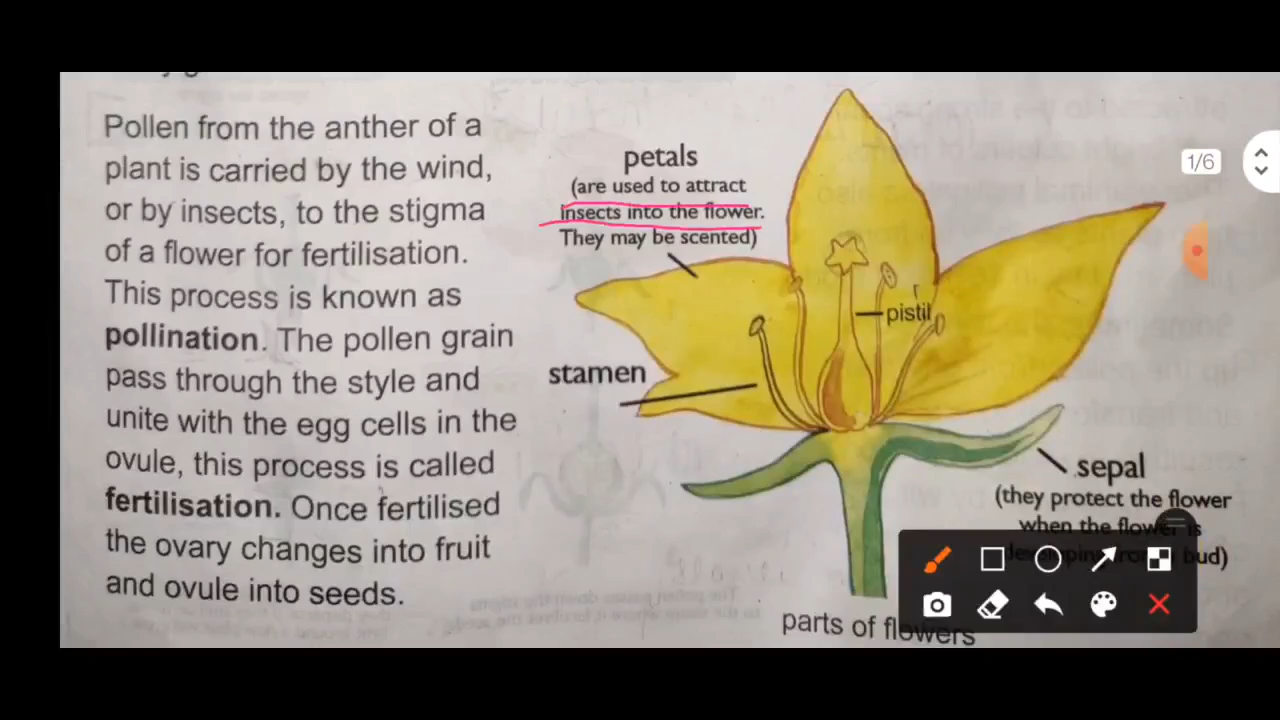 Pollen from the anther of a
plant is carried by the wind,
or by insects, to the stigma
of a flower for fertilisation.
This process is known as
pollination. The pollen grain
pass through the style and
unite with the egg cells in the
ovule, this process is called
fertilisation. Once fertilised
the ovary changes into fruit
and ovule into seeds.
petals
(are used to attract
insects into the flower.
They may be scented)
pistil
stamen
sepal
(they protect the flower
when the flower is
bud)
parts of flowers
1/6